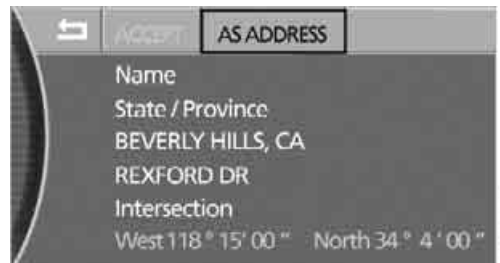 ACCEPT AS ADDRESS
Name
State / Province
BEVERLY HILLS, CA
REXFORD DR
Intersection
West 118 ° 15' 00 " North 34 ° 4 ' 00 "